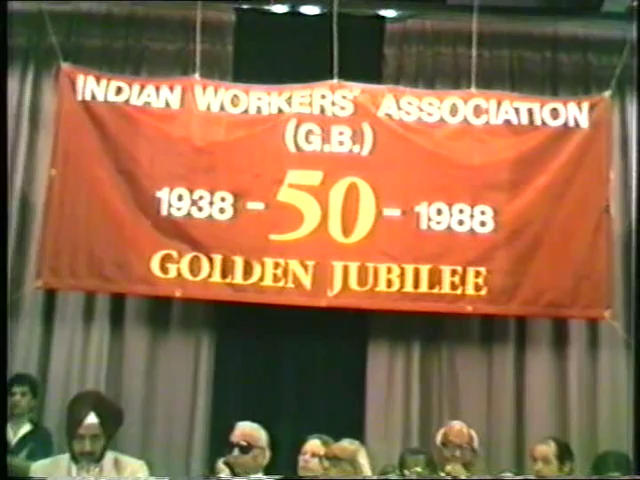 INDIAN WORKERS' ASSOCIATION
(G.B.)
1938 - 50 - 1988
GOLDEN JUBILEE